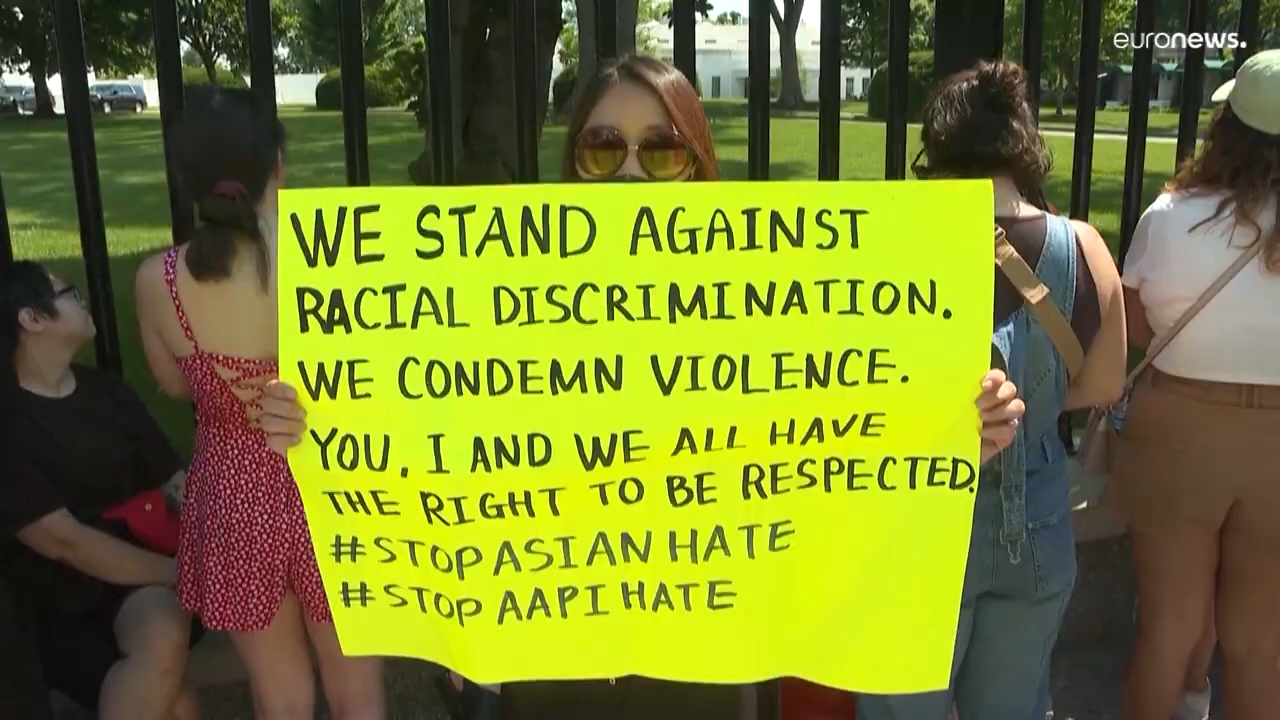 euronews.
WE STAND AGAINST
RACIAL DISCRIMINATION.
WE CONDEMN VIOLENCE.
YOU, I AND WE ALL HAVE
THE RIGHT TO BE RESPECTED.
#STOPASIANHATE
#STOPAAPIHATE